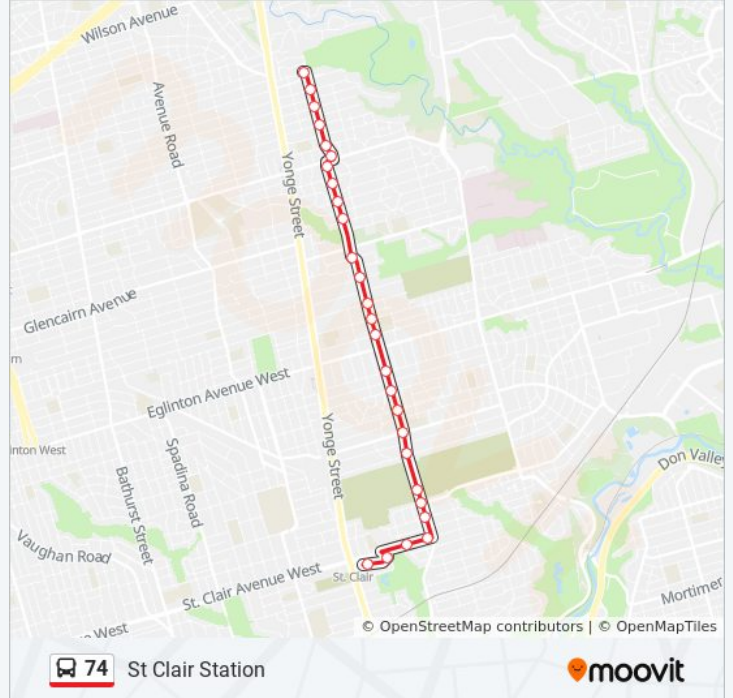 Wilson Avenue
Avenue Road
Yonge Street
Glencairn Avenue
m
Eglinton Avenue West
Yonge Street
inton West
Spadina Road
Bathurst Street
Don Valley
Vaughan Road
St. Clair Avenue West
St. Clair
Mortimer
West
© OpenStreetMap contributors | © OpenMapTiles
74 St Clair Station
moovit